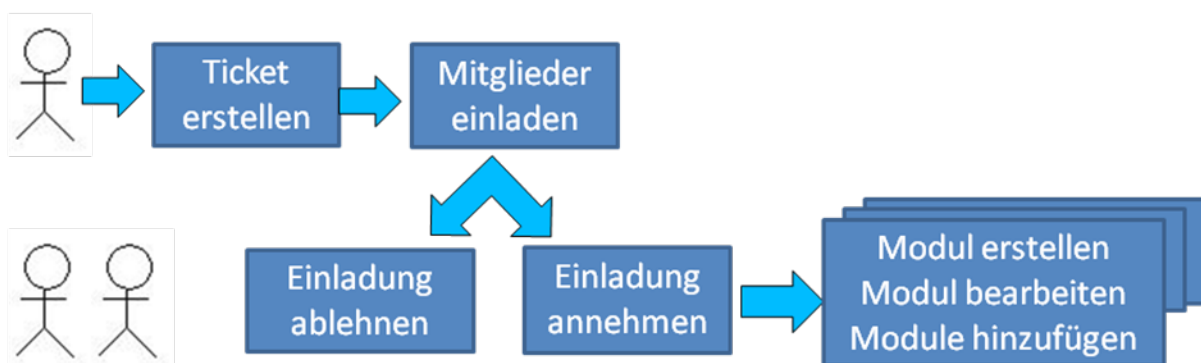 Ticket
erstellen
Mitglieder
einladen
Einladung
ablehnen
Einladung
annehmen
Modul erstellen
Modul bearbeiten
Module hinzufügen